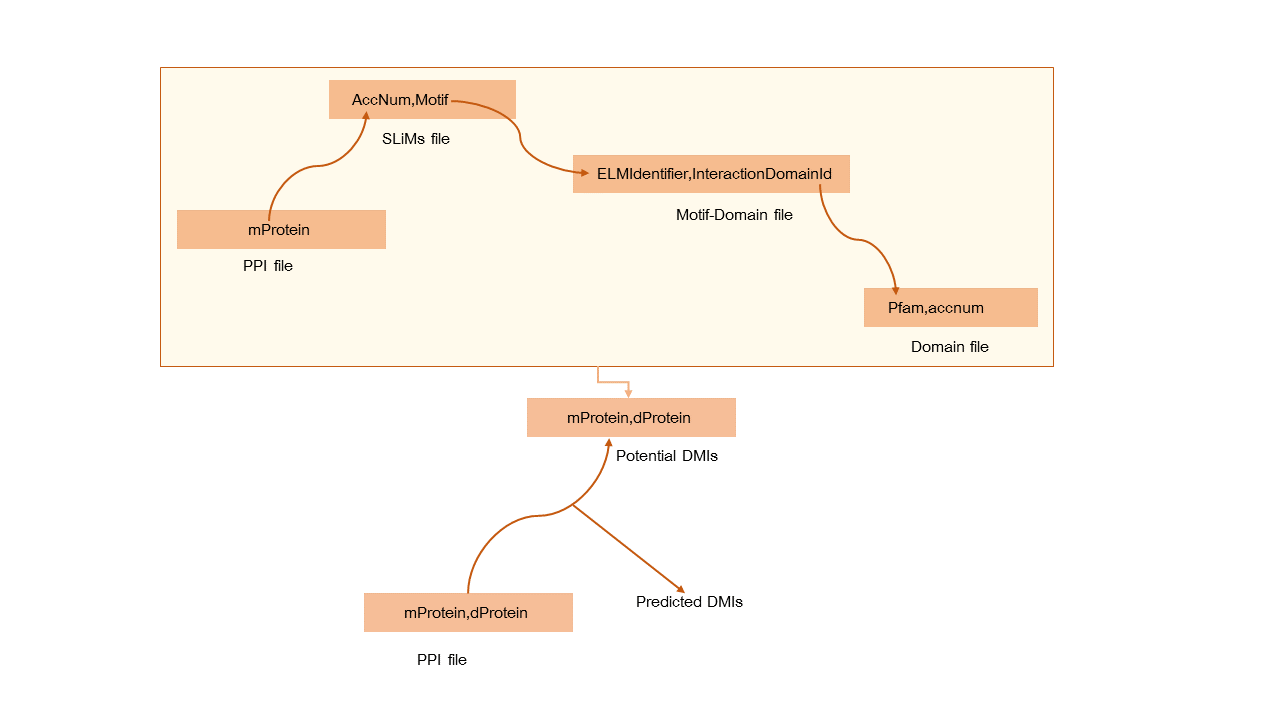 AccNum,Motif
SLiMs file
ELMIdentifier,InteractionDomainId
Motif-Domain file
mProtein
PPI file
Pfam,accnum
Domain file
mProtein,dProtein
Potential DMIs
Predicted DMIs
mProtein,dProtein
PPI file